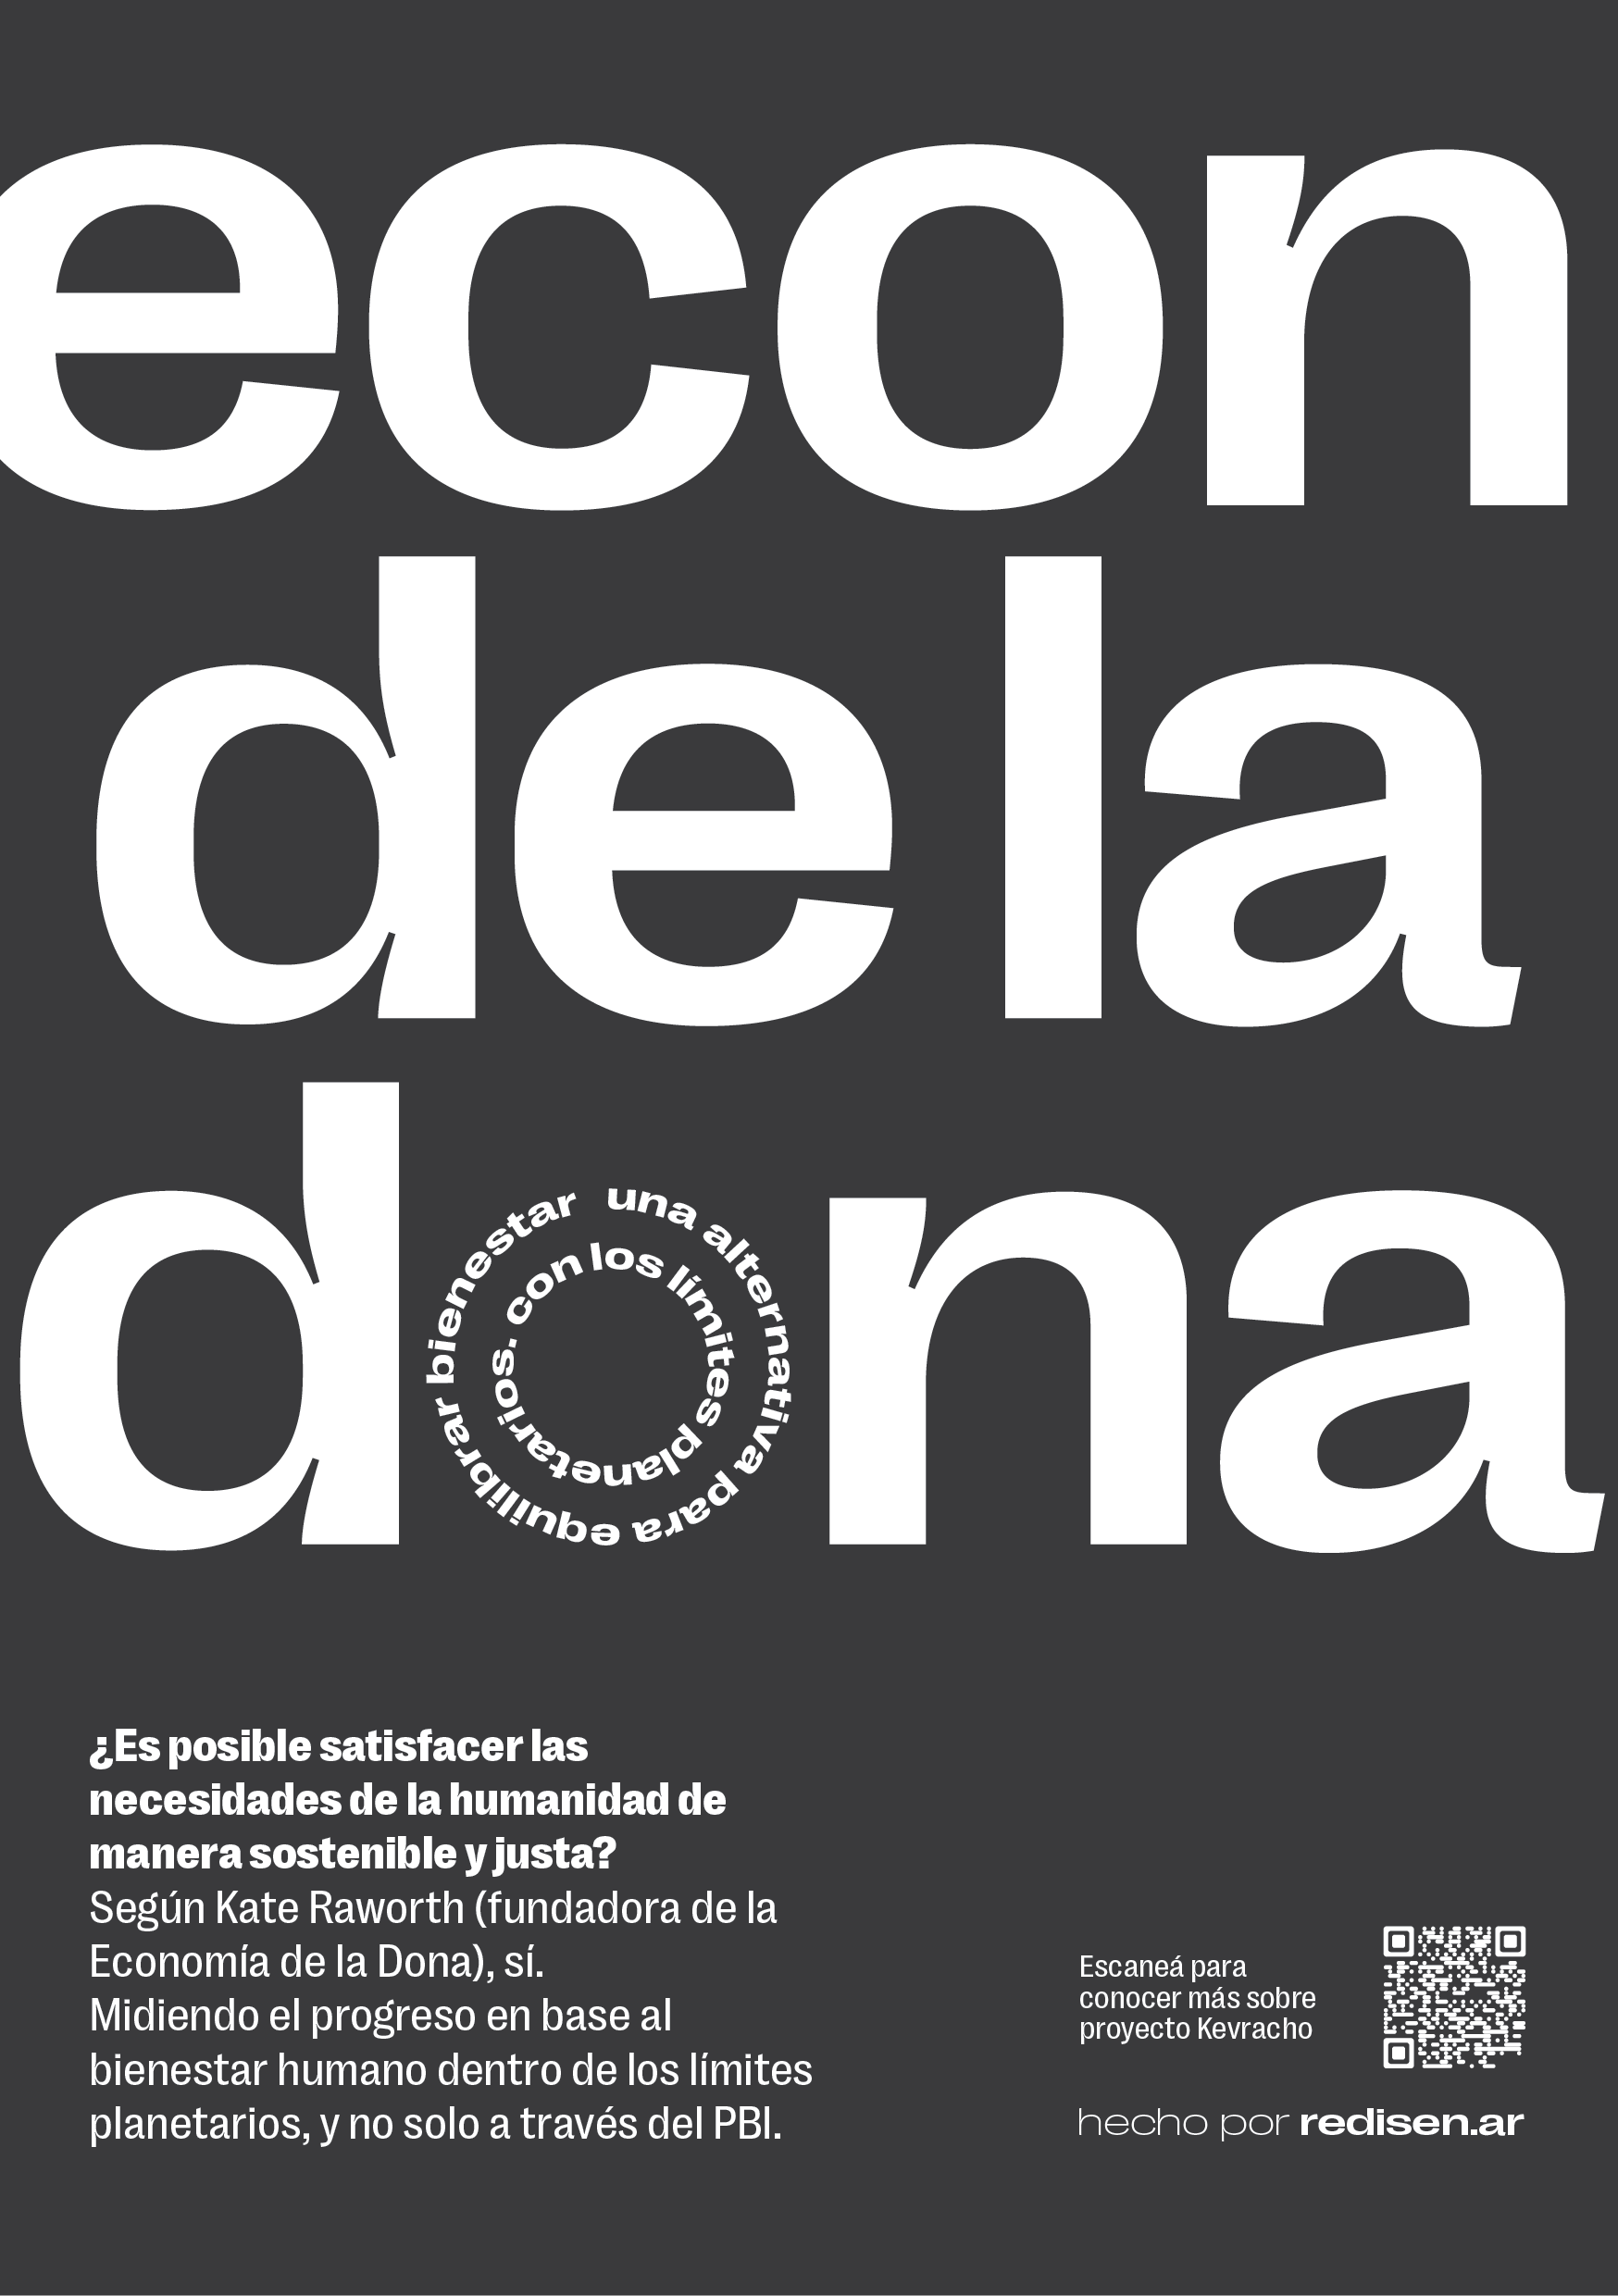 econ
de la
d na
una alternativa para equilibrar bienestar
con los límites planetarios.
¿Es posible satisfacer las
necesidades de la humanidad de
manera sostenible y justa?
Según Kate Raworth (fundadora de la
Economía de la Dona), sí.
Midiendo el progreso en base al
bienestar humano dentro de los límites
planetarios, y no solo a través del PBI.
Escaneá para
conocer más sobre
proyecto Kevracho
hecho por redisen.ar